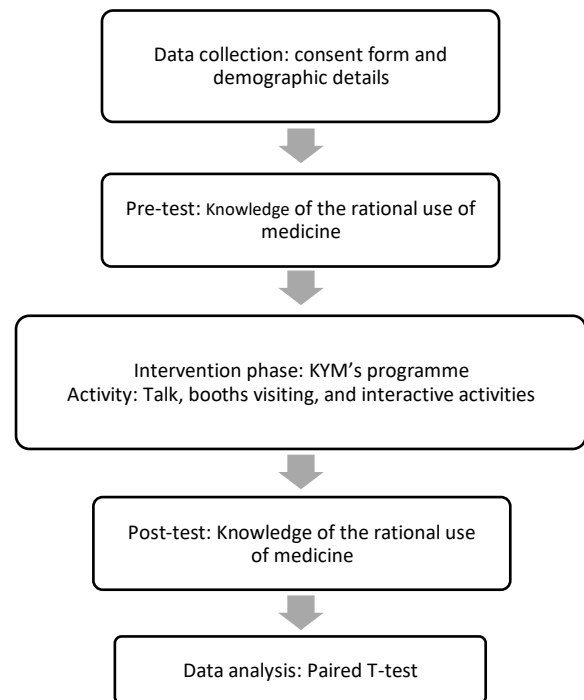 Data collection: consent form and
demographic details
Pre-test: Knowledge of the rational use of
medicine
Intervention phase: KYM’s programme
Activity: Talk, booths visiting, and interactive activities
Post-test: Knowledge of the rational use
of medicine
Data analysis: Paired T-test